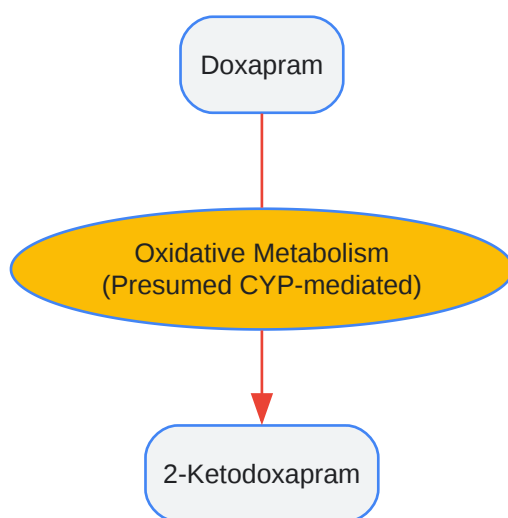 Doxapram
Oxidative Metabolism
(Presumed CYP-mediated)
2-Ketodoxapram